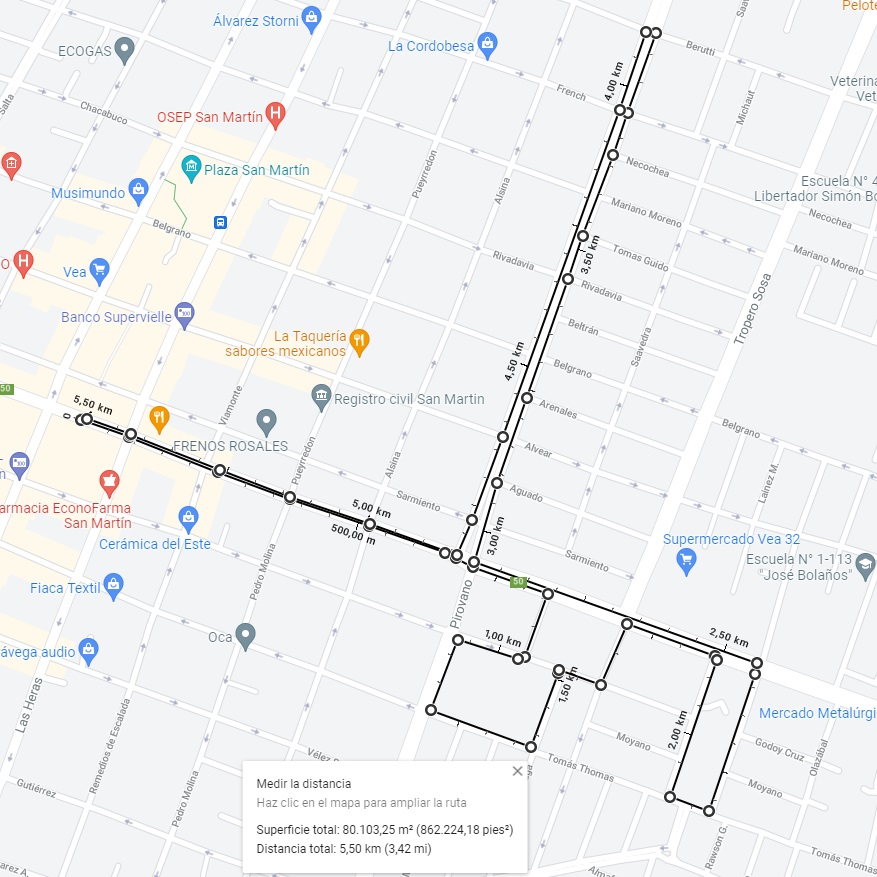 Álvarez Storni
La Cordobesa
ECOGAS
Berutti
4,00 km
French
Michaut
Chacabuco
Salta
OSEP San Martín
Plaza San Martín
Pueyrredon
Alsina
Necochea
Escuela N° 4
Libertador Simón Bo
Musimundo
Mariano Moreno
Necochea
Belgrano
Rivadavia
3,50 km
Tomas Guido
Mariano Moreno
Vea
Rivadavia
Tropero Sosa
Banco Supervielle
Beltrán
Saavedra
La Taquería
sabores mexicanos
4,50 km
Belgrano
50
5,50 km
0
Viamonte
Registro civil San Martin
Arenales
Belgrano
FRENOS ROSALES
Alvear
Pueyrredon
Alsina
Lainez M.
Aguado
Sarmiento
armacia EconoFarma
San Martín
5,00 km
500,00 m
3,00 km
Cerámica del Este
Supermercado Vea 32
Sarmiento
Escuela N° 1-113
"José Bolaños"
Pedro Molina
50
Fiaca Textil
Pirovano
Oca
1,00 km
2,50 km
ávega audio
1,50 km
Las Heras
Mercado Metalúrgi
Remedios de Escalada
2,00 km
Moyano
Godoy Cruz
Olazábal
Vélez
Tomás Thomas
Moyano
Gutiérrez
Pedro Molina
Medir la distancia
Haz clic en el mapa para ampliar la ruta
Superficie total: 80.103,25 m² (862.224,18 pies²)
Distancia total: 5,50 km (3,42 mi)
Rawson G.
Tomás Thomas
Almaf